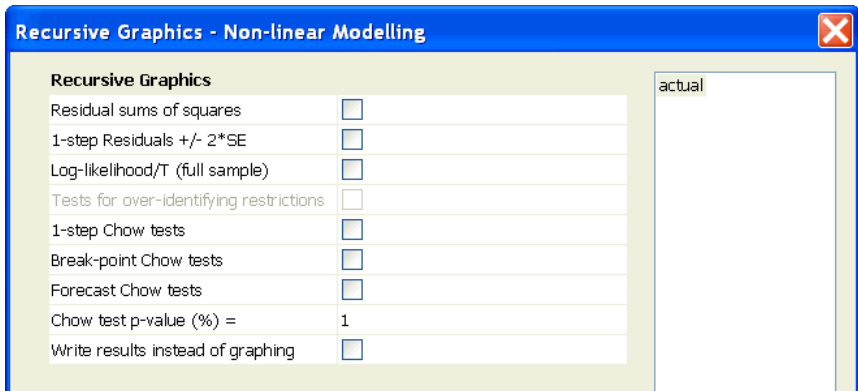 Recursive Graphics - Non-linear Modelling
Recursive Graphics
actual
Residual sums of squares
1-step Residuals +/- 2*SE
Log-likelihood/T (full sample)
Tests for over-identifying restrictions
1-step Chow tests
Break-point Chow tests
Forecast Chow tests
Chow test p-value (%) = 1
Write results instead of graphing